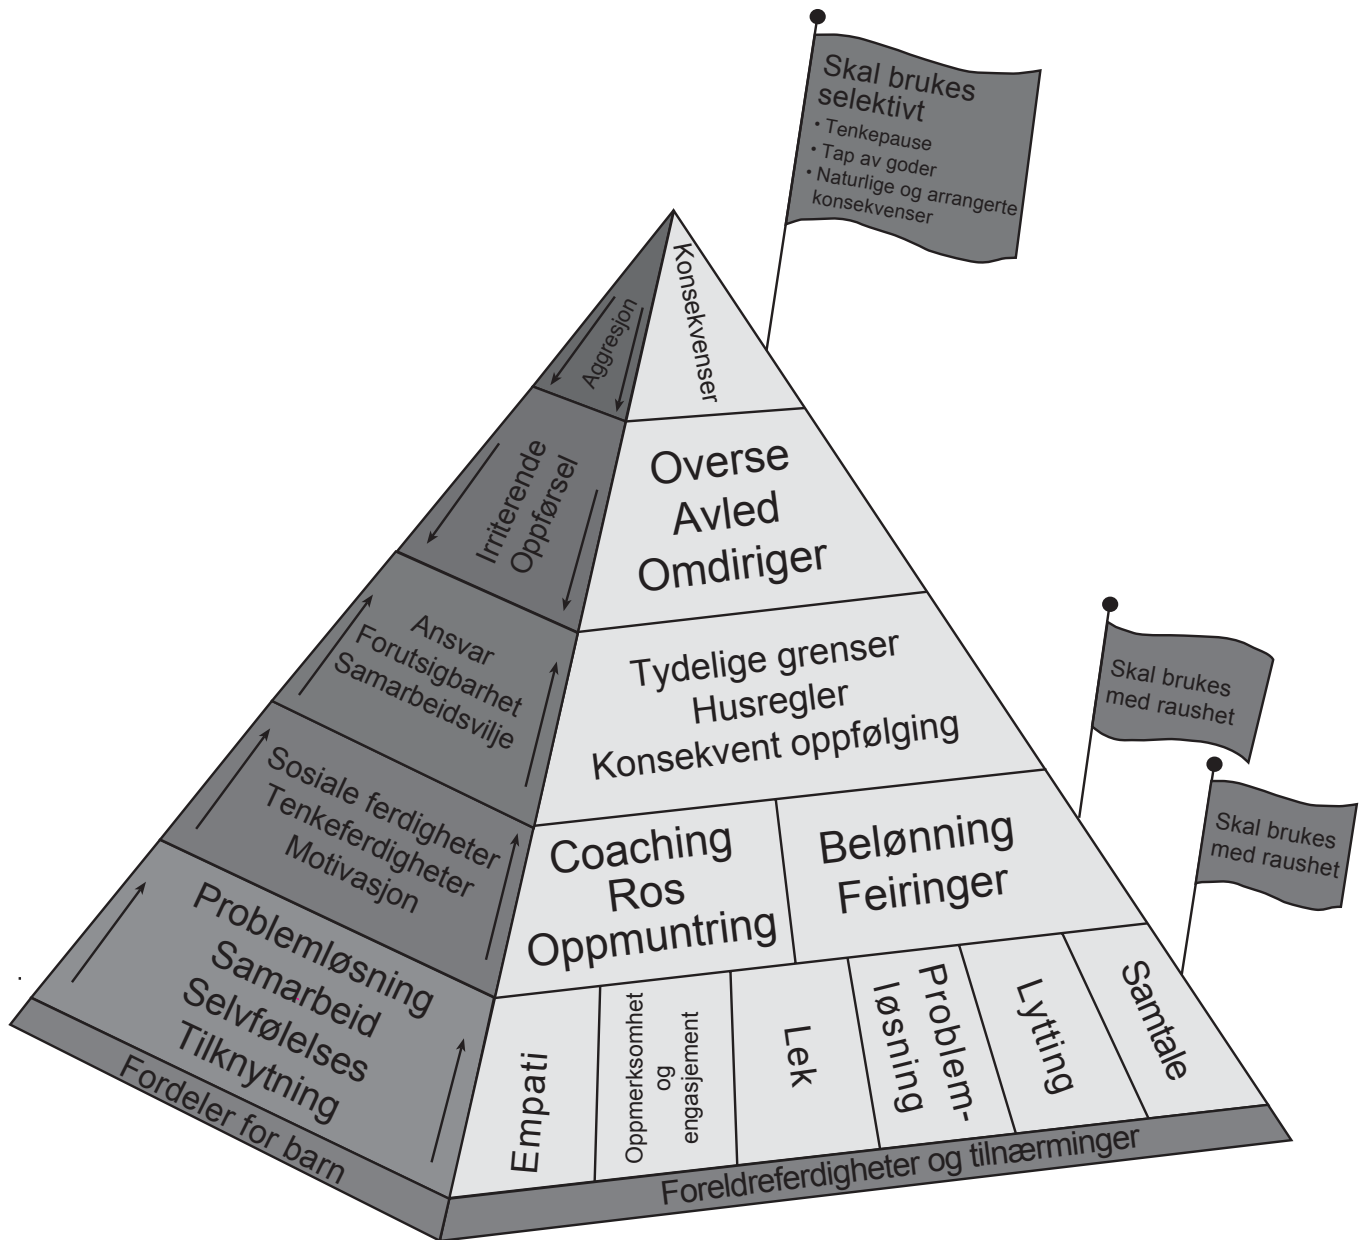 Skal brukes
selektivt
• Tenkepause
• Tap av goder
• Naturlige og arrangerte
konsekvenser
Aggresjon
Konsekvenser
Irriterende
Oppførsel
Overse
Avled
Omdiriger
Ansvar
Forutsigbarhet
Samarbeidsvilje
Tydelige grenser
Husregler
Konsekvent oppfølging
Skal brukes
med raushet
Sosiale ferdigheter
Tenkeferdigheter
Motivasjon
Coaching
Ros
Oppmuntring
Belønning
Feiringer
Skal brukes
med raushet
Problemløsning
Samarbeid
Selvfølelses
Tilknytning
Empati
Oppmerksomhet
og
engasjement
Lek
Problem-
løsning
Lytting
Samtale
Fordeler for barn
Foreldreferdigheter og tilnærminger